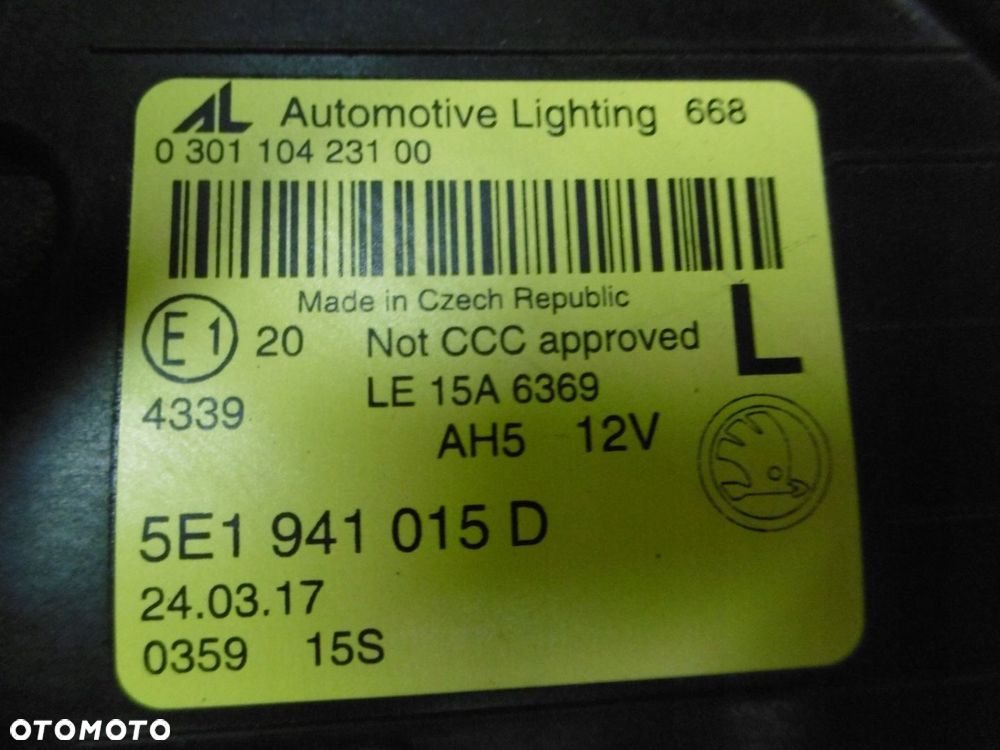 AL Automotive Lighting 668
0 301 104 231 00
Made in Czech Republic
E1 20 Not CCC approved L
4339 LE 15A 6369
AH5 12V
5E1 941 015 D
24.03.17
0359 15S
OTOMOTO